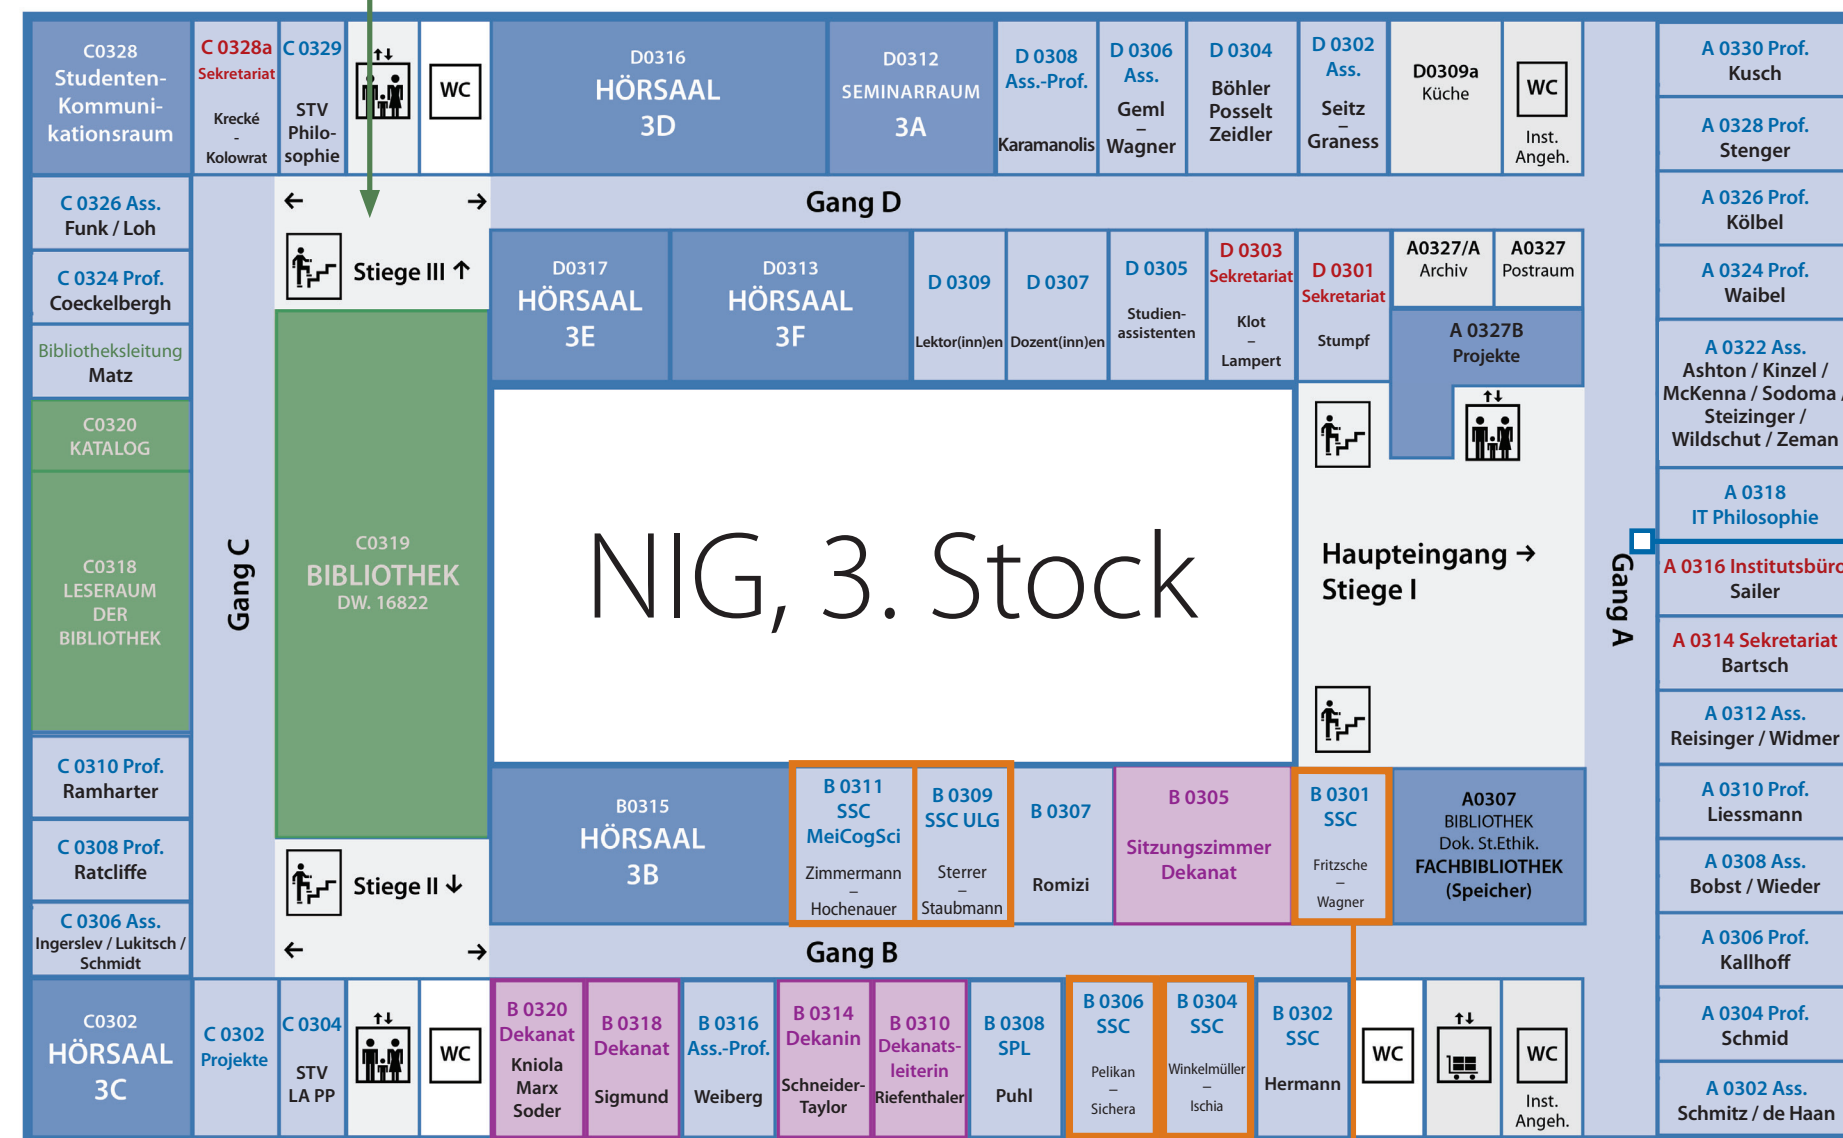 C0328
Studenten-
Kommuni-
kationsraum
C 0328a
Sekretariat
Krecké
-
Kolowrat
C 0329
STV
Philo-
sophie
WC
D0316
HÖRSAAL
3D
D0312
SEMINARRAUM
3A
D 0308
Ass.-Prof.
Karamanolis
D 0306
Ass.
Geml
–
Wagner
D 0304
Böhler
Posselt
Zeidler
D 0302
Ass.
Seitz
–
Graness
D0309a
Küche
WC
Inst.
Angeh.
A 0330 Prof.
Kusch
A 0328 Prof.
Stenger
A 0326 Prof.
Kölbel
A 0324 Prof.
Waibel
A 0322 Ass.
Ashton / Kinzel /
McKenna / Sodoma /
Steizinger /
Wildschut / Zeman
A 0318
IT Philosophie
A 0316 Institutsbüro
Sailer
A 0314 Sekretariat
Bartsch
A 0312 Ass.
Reisinger / Widmer
A 0310 Prof.
Liessmann
A 0308 Ass.
Bobst / Wieder
A 0306 Prof.
Kallhoff
A 0304 Prof.
Schmid
A 0302 Ass.
Schmitz / de Haan
C 0326 Ass.
Funk / Loh
C 0324 Prof.
Coeckelbergh
Bibliotheksleitung
Matz
C0320
KATALOG
C0318
LESERAUM
DER
BIBLIOTHEK
C 0310 Prof.
Ramharter
C 0308 Prof.
Ratcliffe
C 0306 Ass.
Ingerslev / Lukitsch /
Schmidt
Gang C
← →
Stiege III ↑
Gang D
C0319
BIBLIOTHEK
DW. 16822
D0317
HÖRSAAL
3E
D0313
HÖRSAAL
3F
D 0309
Lektor(inn)en
D 0307
Dozent(inn)en
D 0305
Studien-
assistenten
D 0303
Sekretariat
Klot
–
Lampert
D 0301
Sekretariat
Stumpf
A0327/A
Archiv
A0327
Postraum
A 0327B
Projekte
NIG, 3. Stock
Haupteingang →
Stiege I
Gang A
B0315
HÖRSAAL
3B
B 0311
SSC
MeiCogSci
Zimmermann
–
Hochenauer
B 0309
SSC ULG
Sterrer
–
Staubmann
B 0307
Romizi
B 0305
Sitzungszimmer
Dekanat
B 0301
SSC
Fritzsche
–
Wagner
A0307
BIBLIOTHEK
Dok. St.Ethik.
FACHBIBLIOTHEK
(Speicher)
Stiege II ↓
← →
Gang B
C0302
HÖRSAAL
3C
C 0302
Projekte
C 0304
STV
LA PP
WC
B 0320
Dekanat
Kniola
Marx
Soder
B 0318
Dekanat
Sigmund
B 0316
Ass.-Prof.
Weiberg
B 0314
Dekanin
Schneider-
Taylor
B 0310
Dekanats-
leiterin
Riefenthaler
B 0308
SPL
Puhl
B 0306
SSC
Pelikan
–
Sichera
B 0304
SSC
Winkelmüller
–
Ischia
B 0302
SSC
Hermann
WC
WC
Inst.
Angeh.